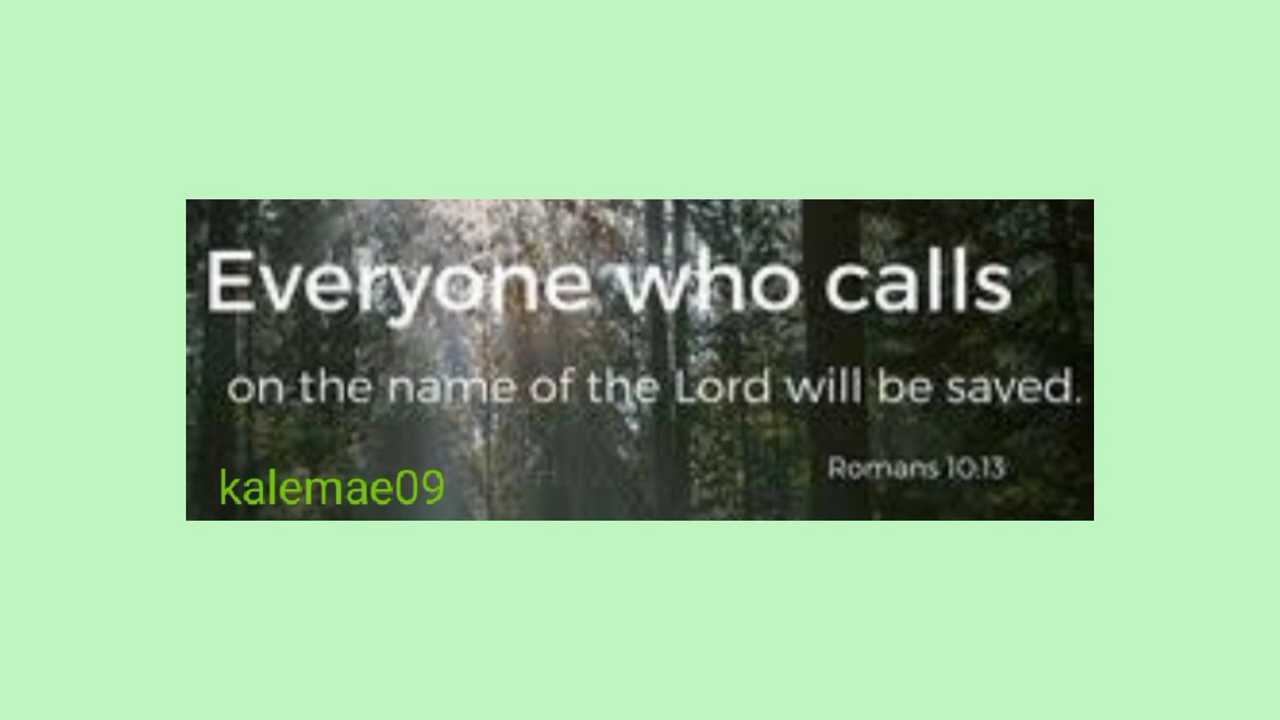 Everyone who calls
on the name of the Lord will be saved.
Romans 10:13
kalemae09